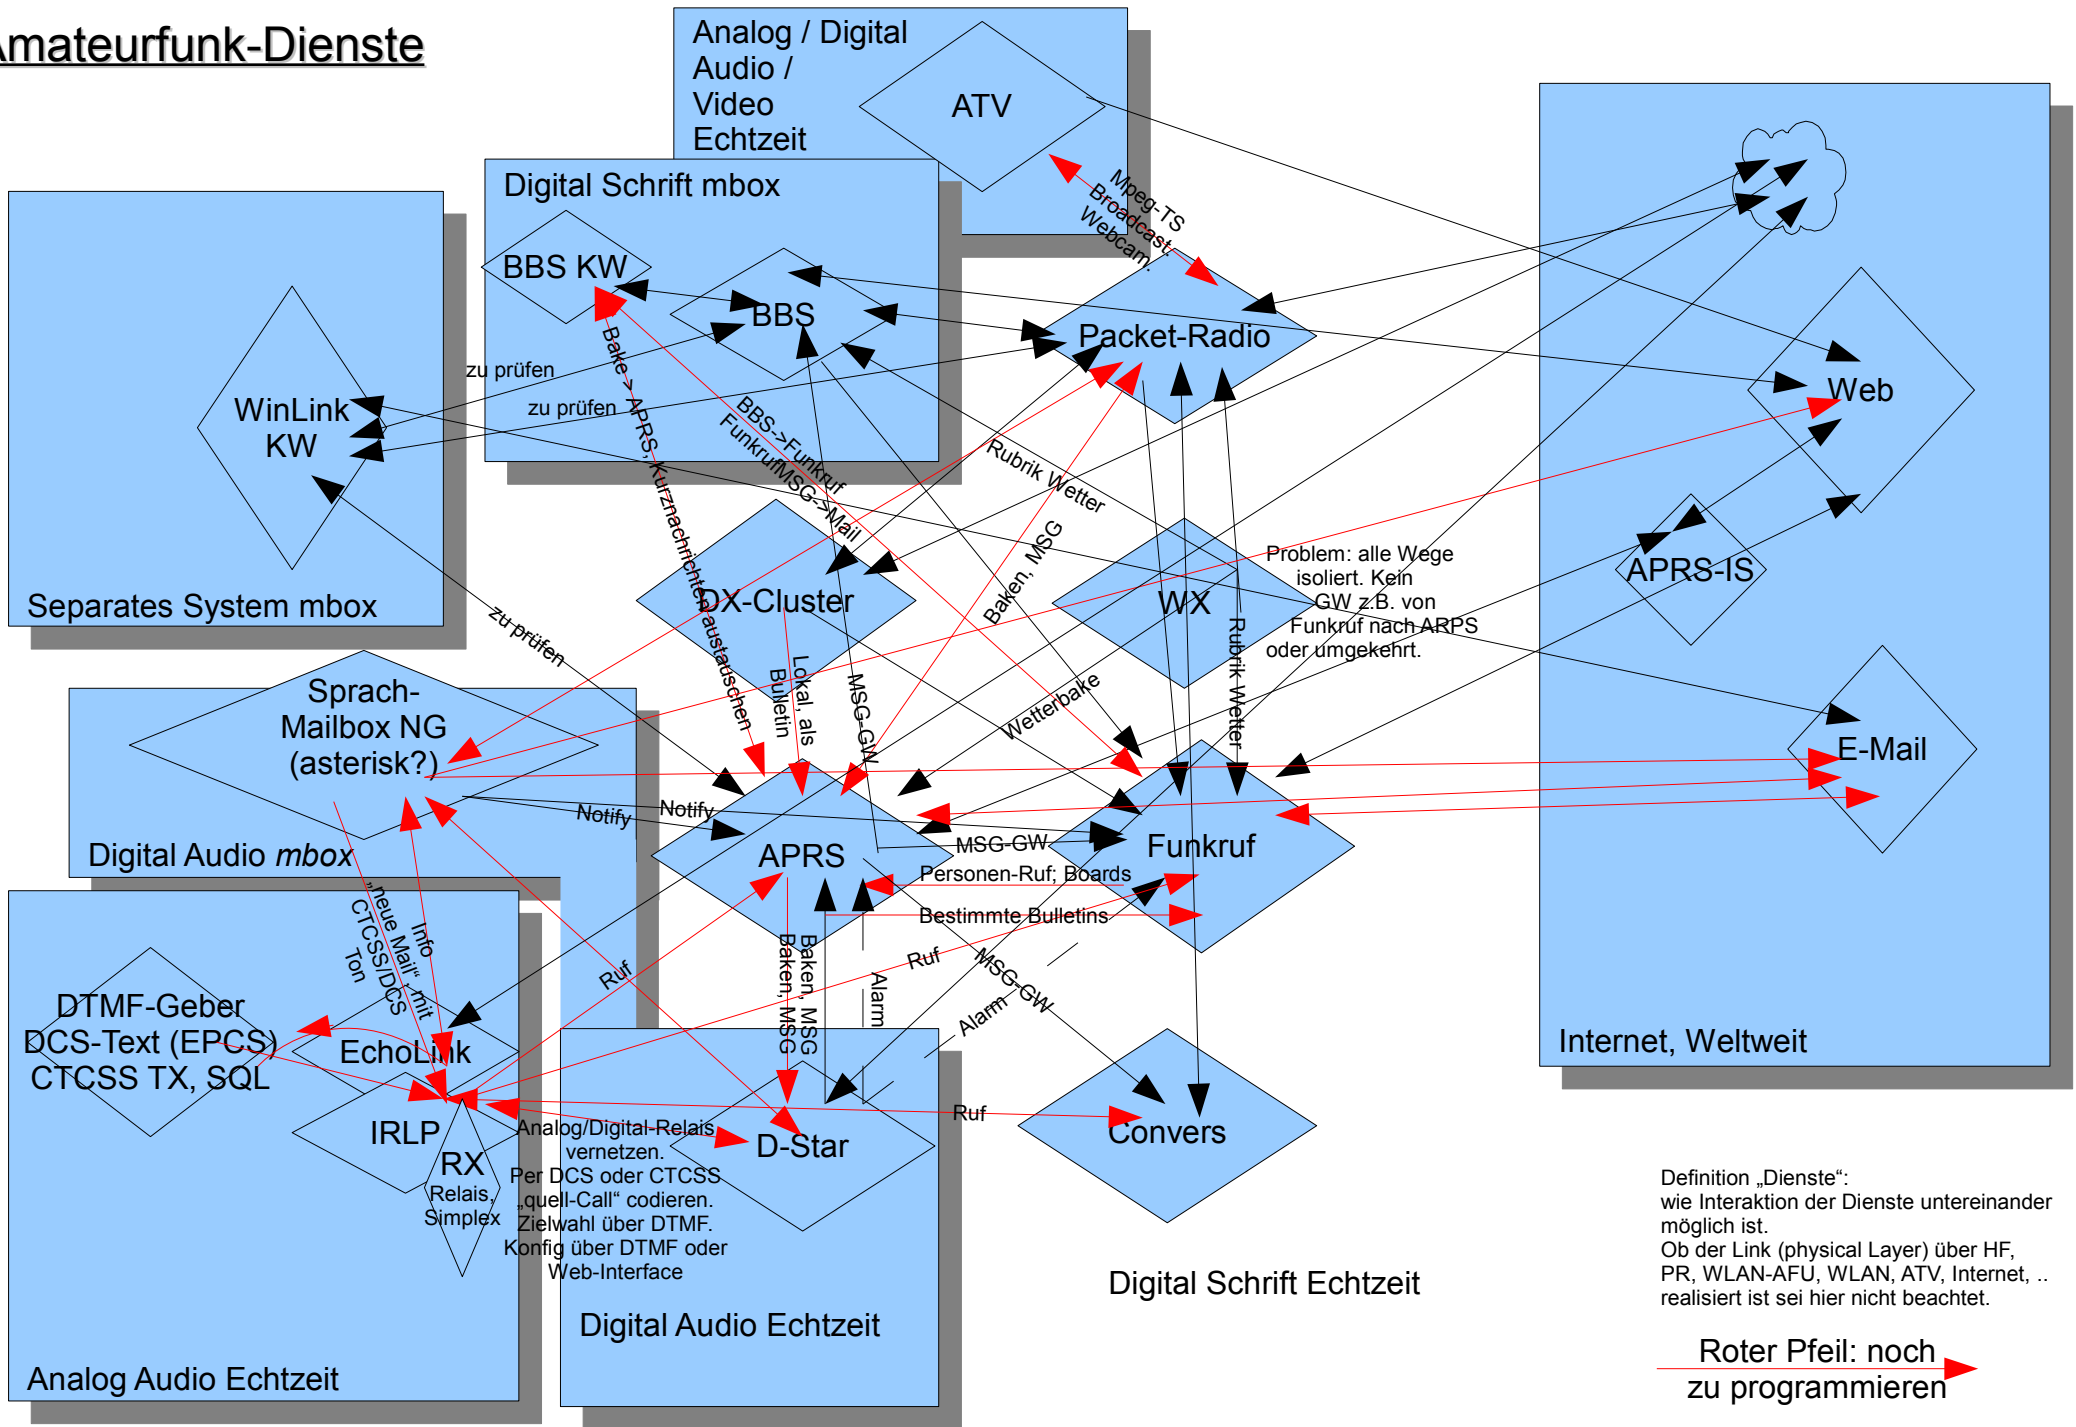 Amateurfunk-Dienste
Analog / Digital
Audio /
Video
Echtzeit
ATV
Mpeg-TS
Broadcast.
Webcam.
Digital Schrift mbox
BBS KW
BBS
Packet-Radio
Web
WinLink
KW
zu prüfen
zu prüfen
zu prüfen
Separates System mbox
Bake-> APRS, Kurznachrichten austauschen
BBS->Funkruf
FunkrufMSG->Mail
Rubrik Wetter
Baken, MSG
DX-Cluster
WX
Problem: alle Wege
isoliert. Kein
GW z.B. von
Funkruf nach ARPS
oder umgekehrt.
APRS-IS
Lokal, als
Bulletin
MSG-GW
Wetterbake
Rubrik Wetter
Sprach-
Mailbox NG
(asterisk?)
E-Mail
Digital Audio mbox
Notify
Notify
APRS
Funkruf
MSG-GW
Personen-Ruf; Boards
Bestimmte Bulletins
„neue Mail“, mit
CTCSS/DCS
Ton
Info
Ruf
Ruf
Baken, MSG
Baken, MSG
Alarm
Alarm
MSG-GW
DTMF-Geber
DCS-Text (EPCS)
CTCSS TX, SQL
EchoLink
IRLP
RX
Relais,
Simplex
Analog/Digital-Relais
vernetzen.
Per DCS oder CTCSS
„quell-Call“ codieren.
Zielwahl über DTMF.
Konfig über DTMF oder
Web-Interface
D-Star
Ruf
Convers
Internet, Weltweit
Digital Schrift Echtzeit
Digital Audio Echtzeit
Analog Audio Echtzeit
Definition „Dienste“:
wie Interaktion der Dienste untereinander
möglich ist.
Ob der Link (physical Layer) über HF,
PR, WLAN-AFU, WLAN, ATV, Internet, ..
realisiert ist sei hier nicht beachtet.
Roter Pfeil: noch
zu programmieren